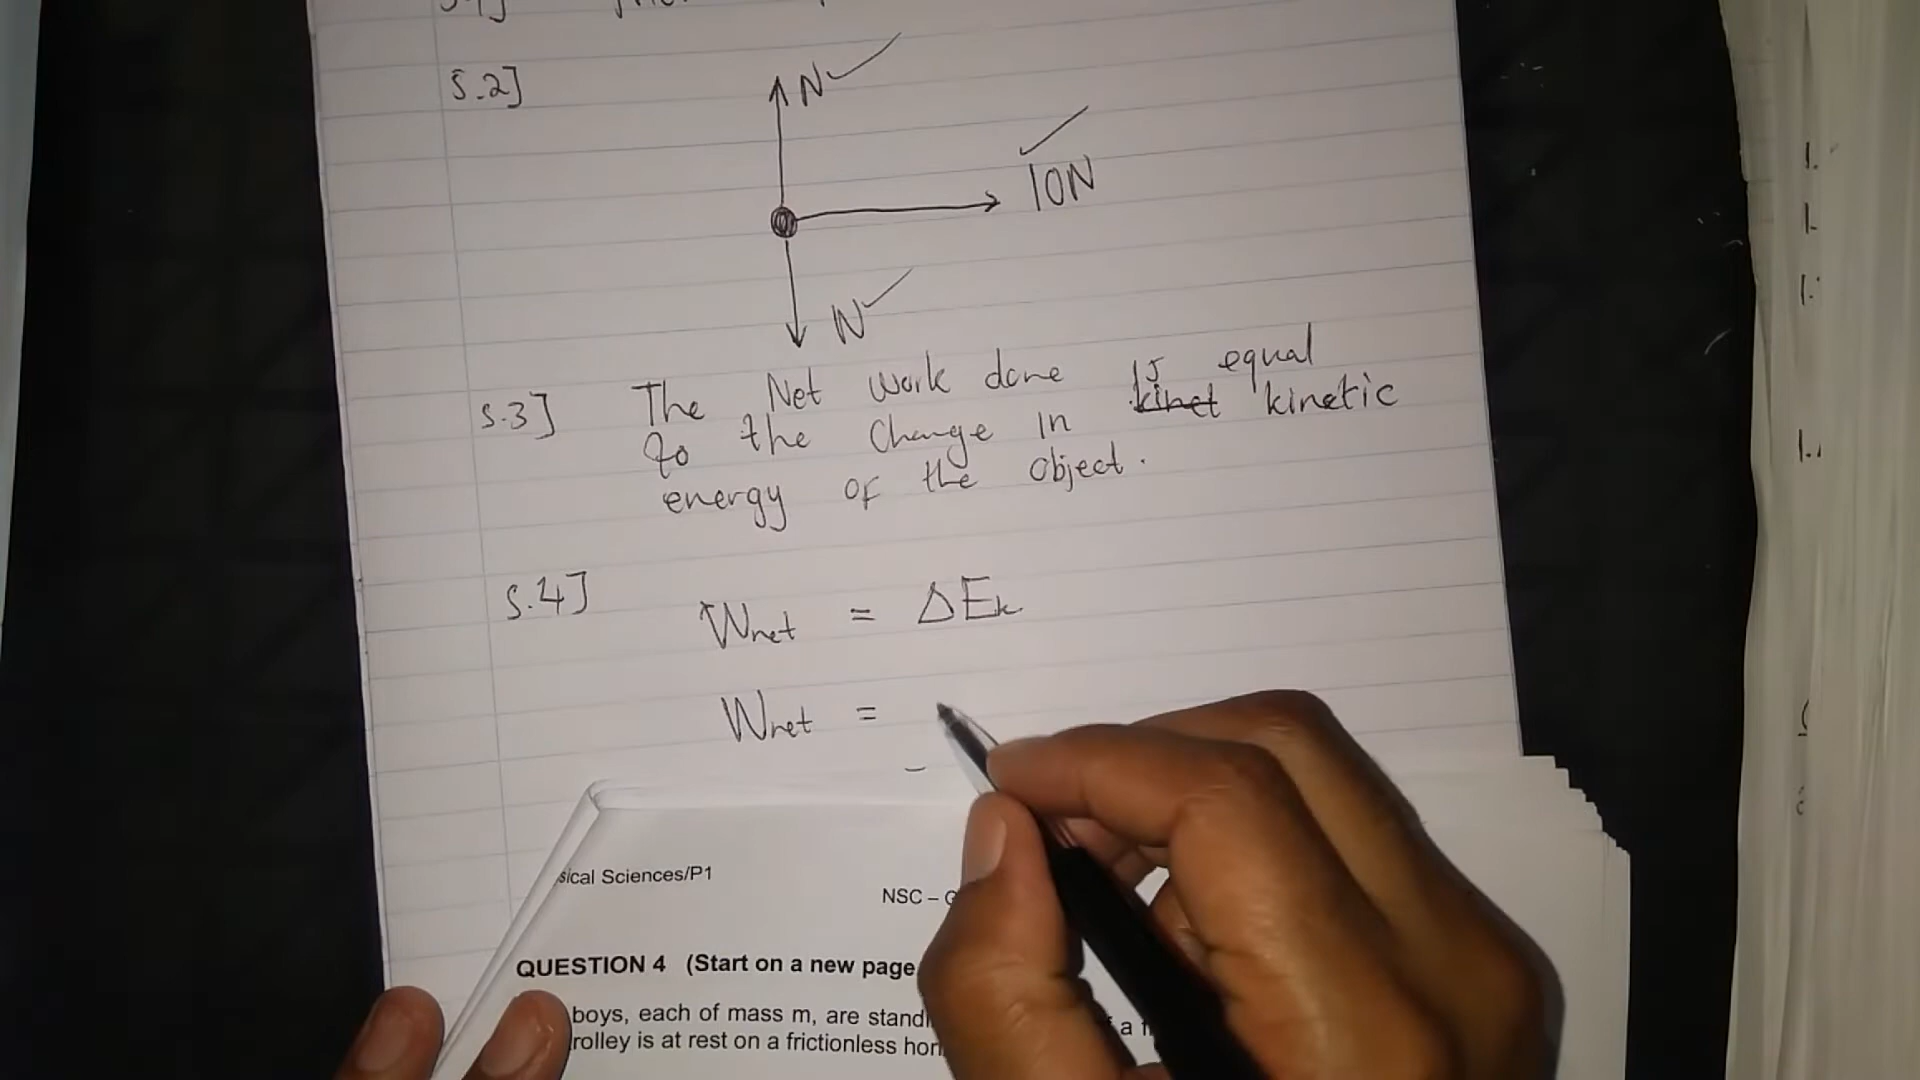 5.2]
N
10N
N
5.3] The Net work done is equal
to the change in kinet kinetic
energy of the object.
5.4] Wnet = ΔEk
Wnet =
sical Sciences/P1
NSC –
QUESTION 4 (Start on a new page
boys, each of mass m, are standi
rolley is at rest on a frictionless hori